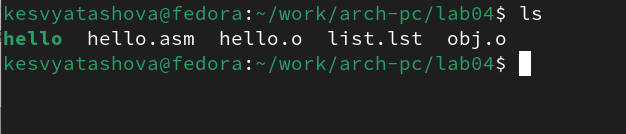 kesvyatashova@fedora:~/work/arch-pc/lab04$ ls
hello  hello.asm  hello.o  list.lst  obj.o
kesvyatashova@fedora:~/work/arch-pc/lab04$